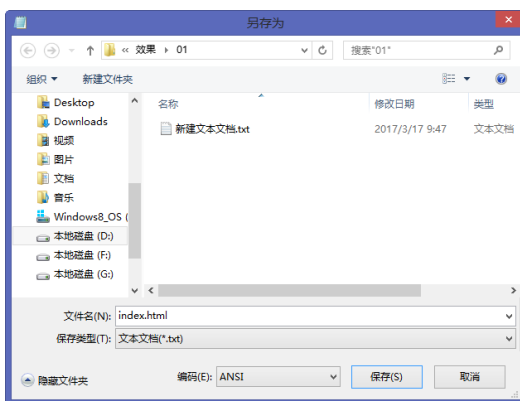 另存为
« 效果 › 01
搜索"01"
组织 新建文件夹
Desktop
Downloads
视频
图片
文档
音乐
Windows8_OS (
本地磁盘 (D:)
本地磁盘 (F:)
本地磁盘 (G:)
名称 修改日期 类型
新建文本文档.txt 2017/3/17 9:47 文本文档
文件名(N): index.html
保存类型(T): 文本文档(*.txt)
隐藏文件夹 编码(E): ANSI 保存(S) 取消